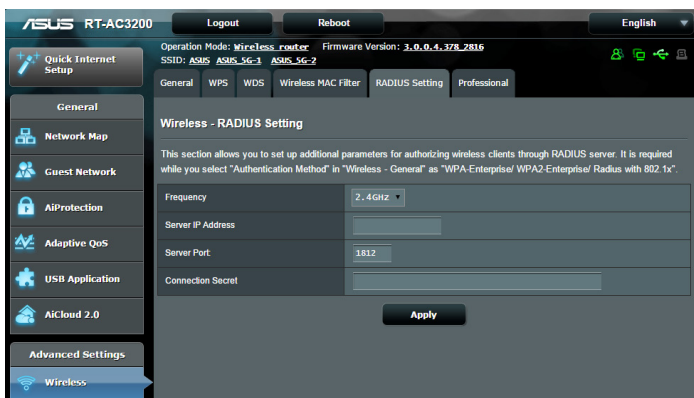 ASUS RT-AC3200
Logout
Reboot
English
Operation Mode: Wireless router Firmware Version: 3.0.0.4.378_2816
SSID: ASUS ASUS_5G-1 ASUS_5G-2
Quick Internet
Setup
General
WPS
WDS
Wireless MAC Filter
RADIUS Setting
Professional
General
Network Map
Guest Network
AiProtection
Adaptive QoS
USB Application
AiCloud 2.0
Advanced Settings
Wireless
Wireless - RADIUS Setting
This section allows you to set up additional parameters for authorizing wireless clients through RADIUS server. It is required
while you select "Authentication Method" in "Wireless - General" as "WPA-Enterprise/ WPA2-Enterprise/ Radius with 802.1x".
Frequency 2.4GHz
Server IP Address
Server Port: 1812
Connection Secret
Apply